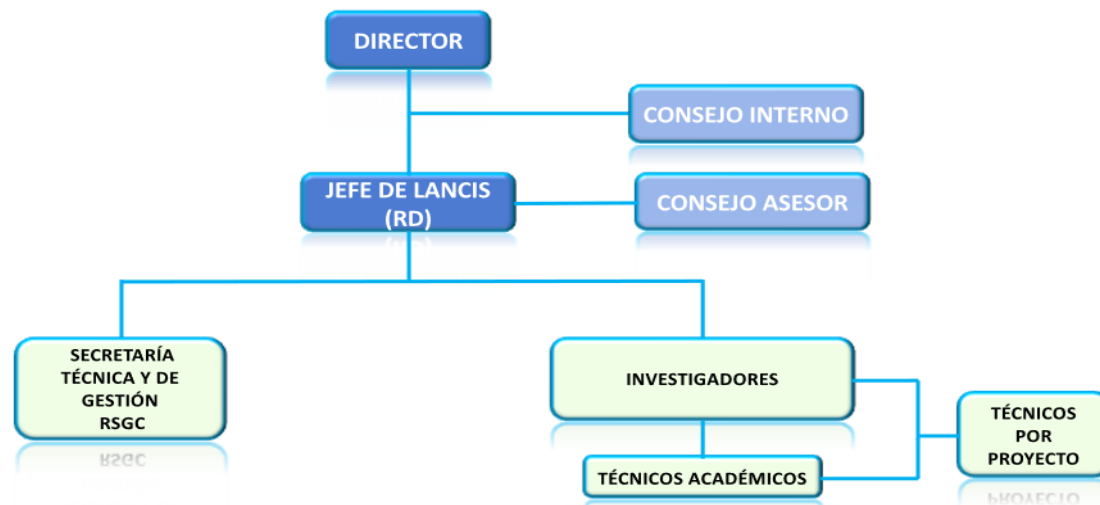 DIRECTOR
CONSEJO INTERNO
JEFE DE LANCIS
(RD)
CONSEJO ASESOR
SECRETARÍA
TÉCNICA Y DE
GESTIÓN
RSGC
INVESTIGADORES
TÉCNICOS
POR
PROYECTO
TÉCNICOS ACADÉMICOS